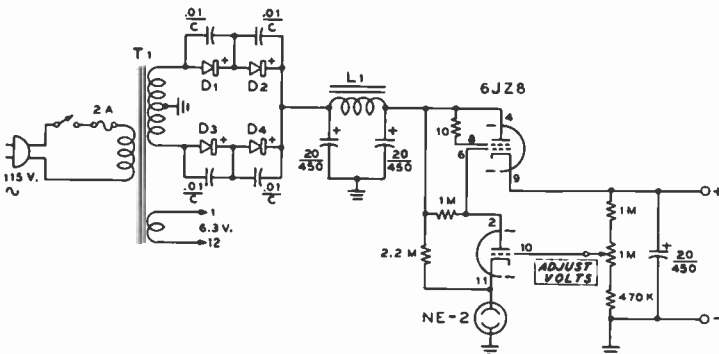 .01
C
.01
C
T1
D1
D2
2 A
115 V.
D3
D4
.01
C
.01
C
1
6.3 V.
12
L1
20
450
20
450
6JZ8
4
10
8
6
9
1M
2
10
2.2 M
11
NE-2
ADJUST
VOLTS
1M
1M
470K
20
450
+
-